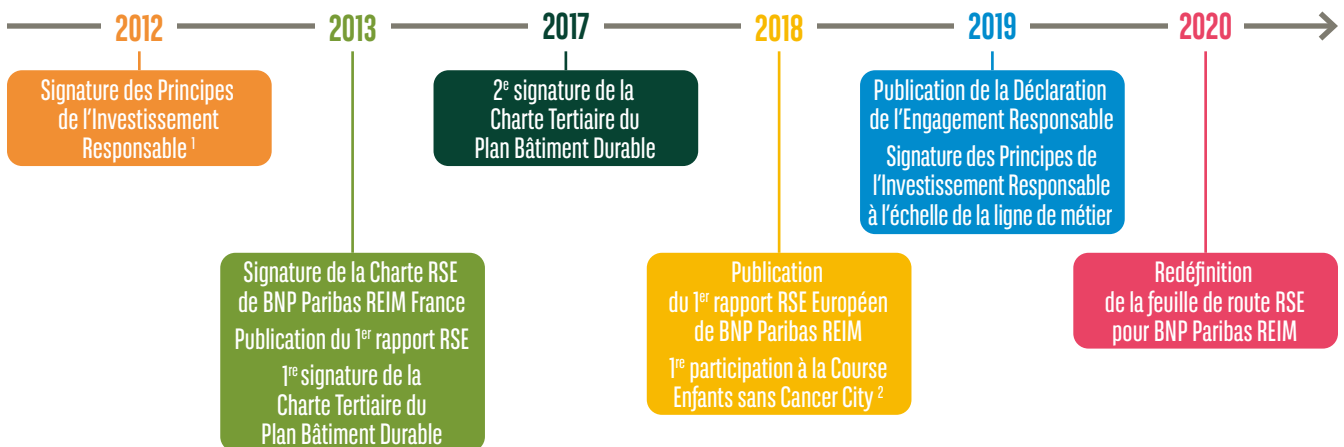 2012
Signature des Principes
de l'Investissement
Responsable ¹
2013
Signature de la Charte RSE
de BNP Paribas REIM France
Publication du 1er rapport RSE
1re signature de la
Charte Tertiaire du
Plan Bâtiment Durable
2017
2e signature de la
Charte Tertiaire du
Plan Bâtiment Durable
2018
Publication
du 1er rapport RSE Européen
de BNP Paribas REIM
1re participation à la Course
Enfants sans Cancer City ²
2019
Publication de la Déclaration
de l'Engagement Responsable
Signature des Principes de
l'Investissement Responsable
à l'échelle de la ligne de métier
2020
Redéfinition
de la feuille de route RSE
pour BNP Paribas REIM